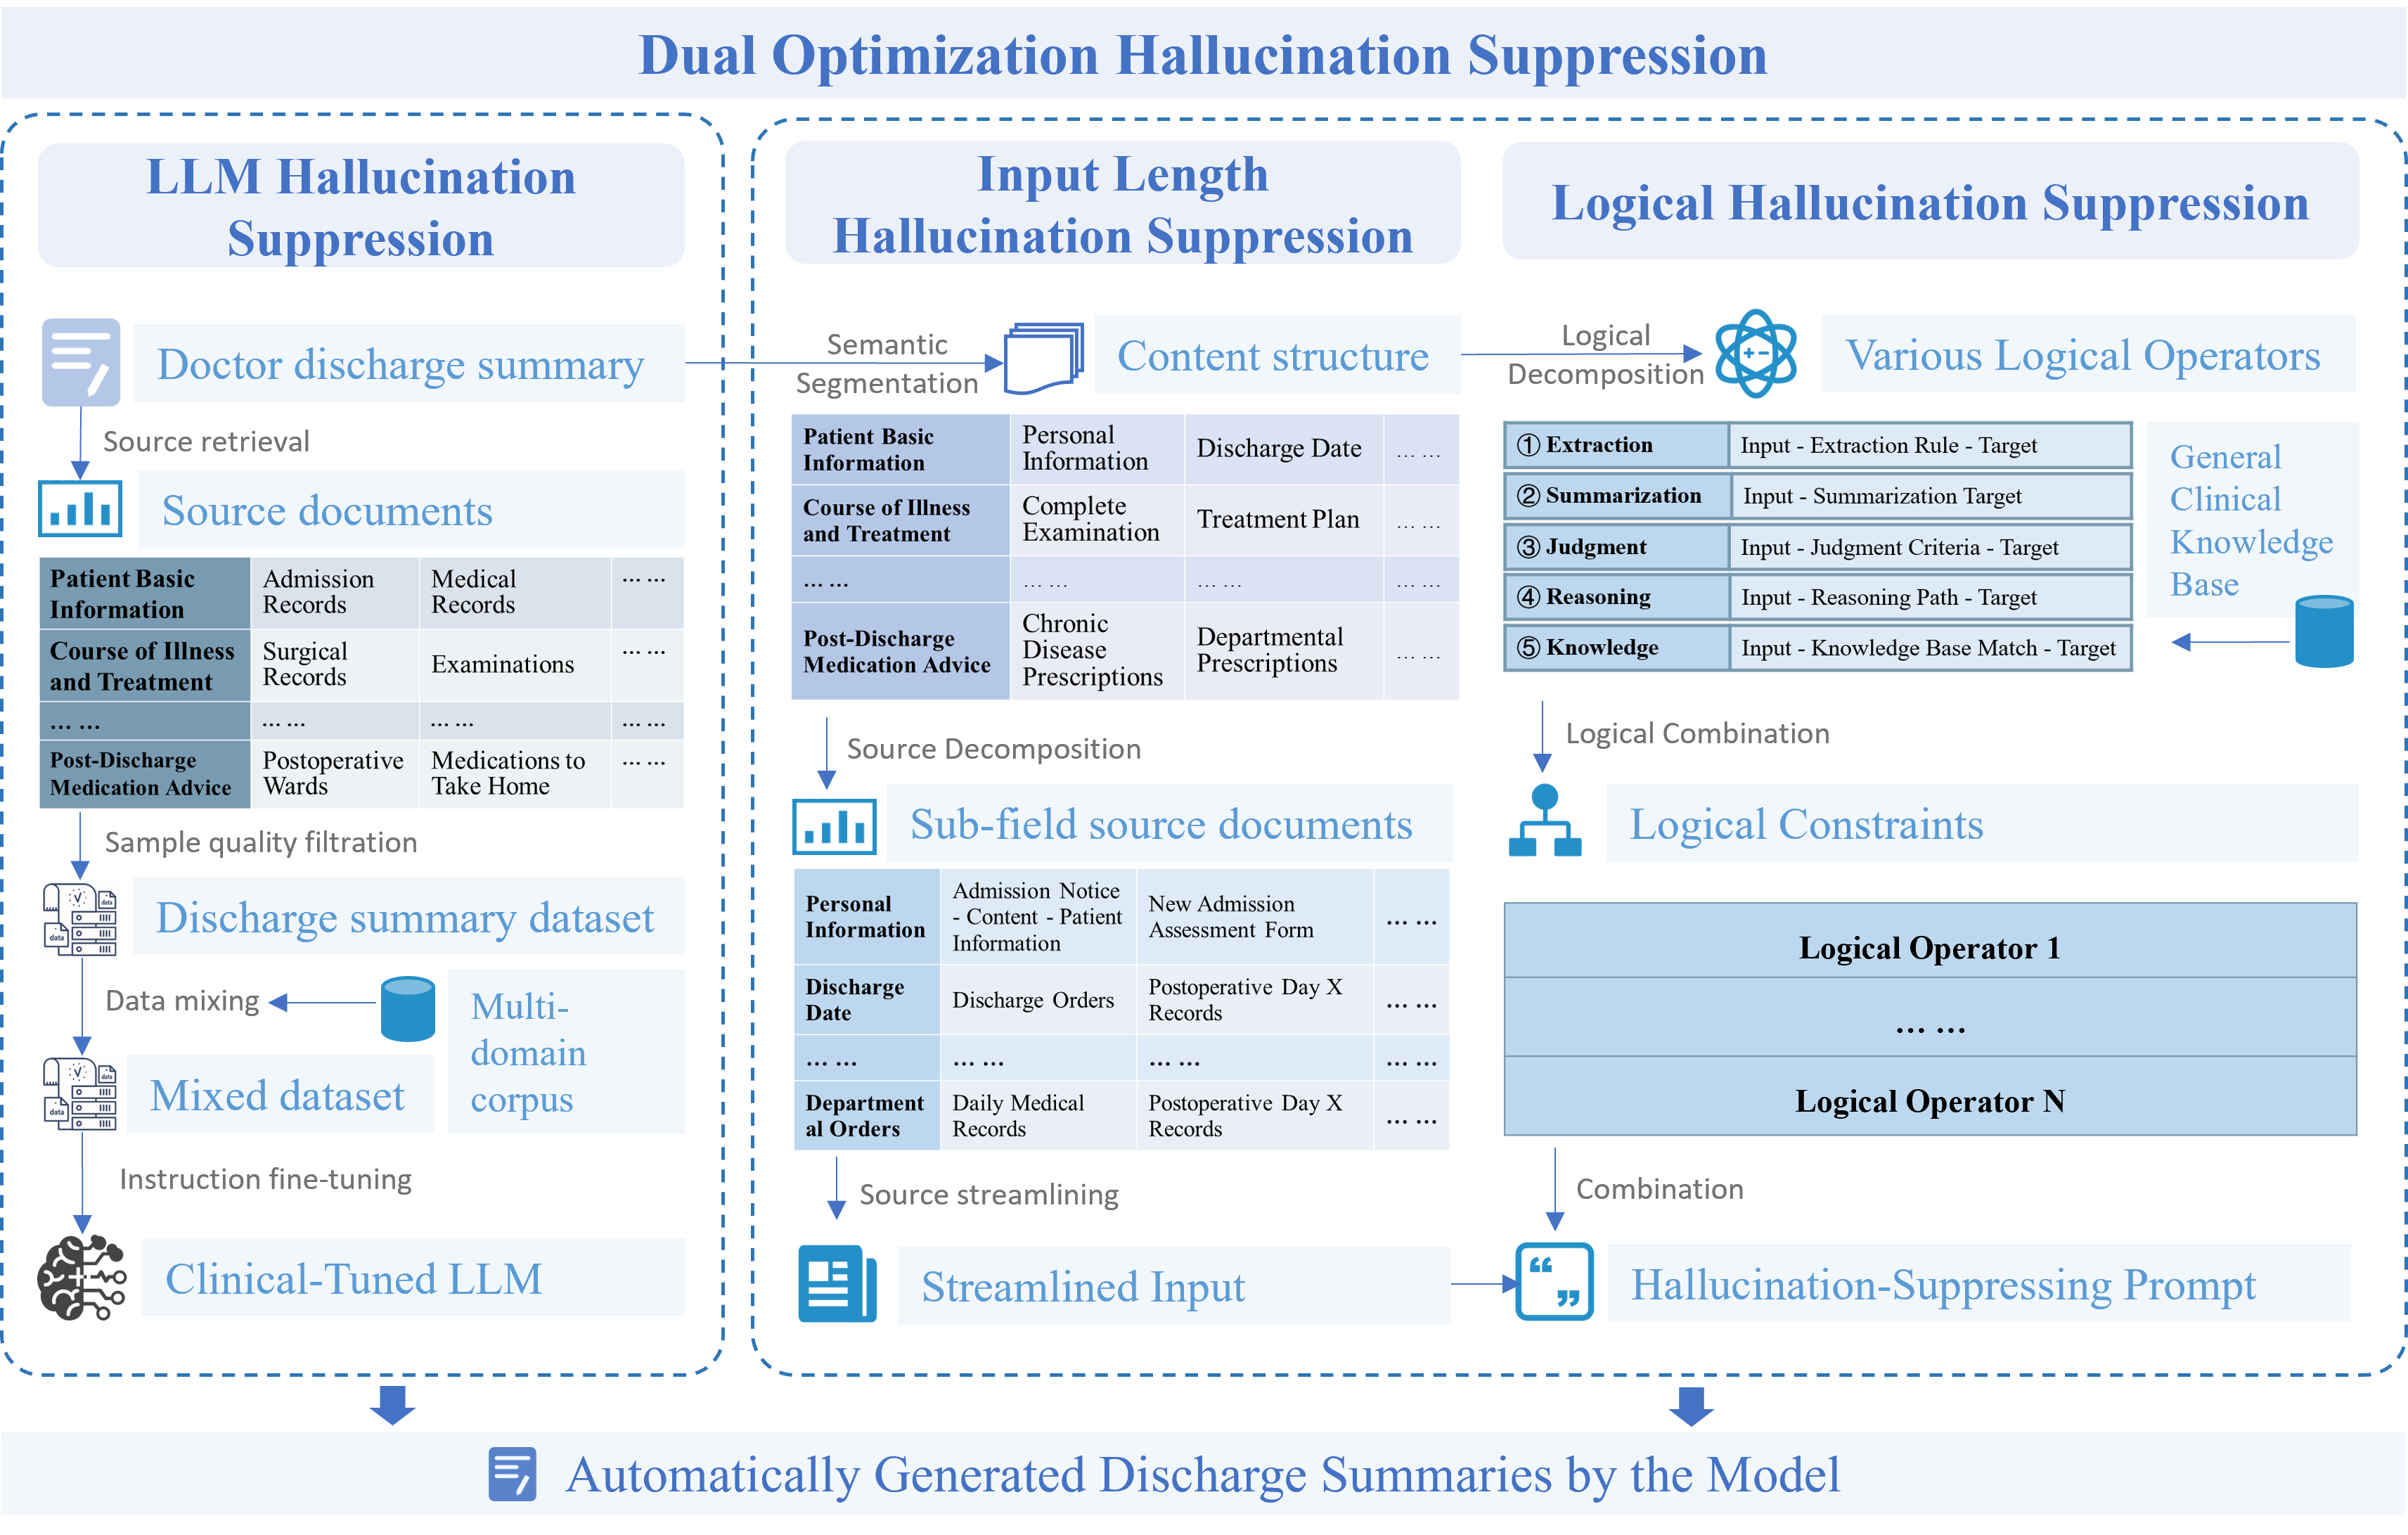 Dual Optimization Hallucination Suppression
LLM Hallucination
Suppression
Doctor discharge summary
Source retrieval
Source documents
Patient Basic
Information
Admission
Records
Medical
Records
... ...
Course of Illness
and Treatment
Surgical
Records
Examinations
... ...
... ...
... ...
... ...
... ...
Post-Discharge
Medication Advice
Postoperative
Wards
Medications to
Take Home
... ...
Sample quality filtration
data
data
Discharge summary dataset
Data mixing
Multi-
domain
corpus
data
data
Mixed dataset
Instruction fine-tuning
Clinical-Tuned LLM
Input Length
Hallucination Suppression
Semantic
Segmentation
Content structure
Patient Basic
Information
Personal
Information
Discharge Date
... ...
Course of Illness
and Treatment
Complete
Examination
Treatment Plan
... ...
... ...
... ...
... ...
... ...
Post-Discharge
Medication Advice
Chronic
Disease
Prescriptions
Departmental
Prescriptions
... ...
Source Decomposition
Sub-field source documents
Personal
Information
Admission Notice
- Content - Patient
Information
New Admission
Assessment Form
... ...
Discharge
Date
Discharge Orders
Postoperative Day X
Records
... ...
... ...
... ...
... ...
... ...
Department
al Orders
Daily Medical
Records
Postoperative Day X
Records
... ...
Source streamlining
Streamlined Input
Logical Hallucination Suppression
Logical
Decomposition
Various Logical Operators
① Extraction
Input - Extraction Rule - Target
② Summarization
Input - Summarization Target
③ Judgment
Input - Judgment Criteria - Target
④ Reasoning
Input - Reasoning Path - Target
⑤ Knowledge
Input - Knowledge Base Match - Target
General
Clinical
Knowledge
Base
Logical Combination
Logical Constraints
Logical Operator 1
... ...
Logical Operator N
Combination
Hallucination-Suppressing Prompt
Automatically Generated Discharge Summaries by the Model